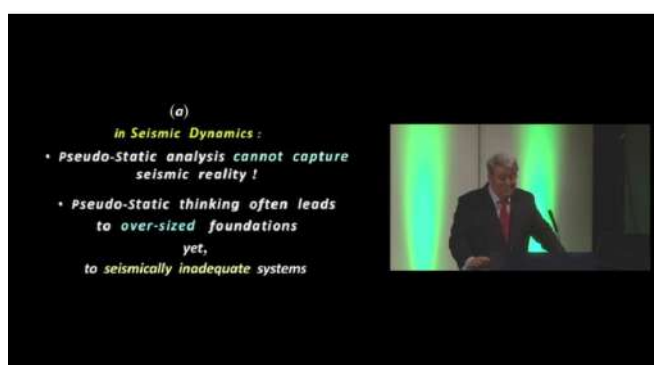 (a)
in Seismic Dynamics :
• Pseudo-Static analysis cannot capture
seismic reality !
• Pseudo-Static thinking often leads
to over-sized foundations
yet,
to seismically inadequate systems